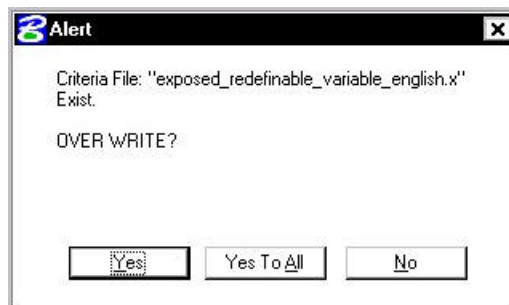 Alert
Criteria File: "exposed_redefinable_variable_english.x"
Exist.
OVER WRITE?
Yes
Yes To All
No